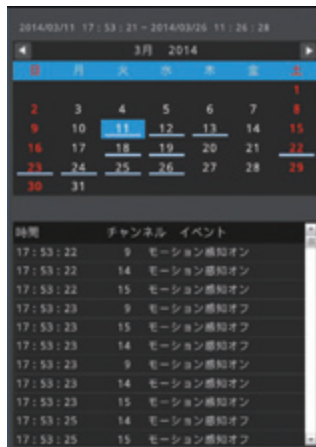 2014/03/11 17:53:21 - 2014/03/26 11:26:28
3月 2014
日 月 火 水 木 金 土
1
2 3 4 5 6 7 8
9 10 11 12 13 14 15
16 17 18 19 20 21 22
23 24 25 26 27 28 29
30 31
時間 チャンネル イベント
17:53:22 9 モーション感知オン
17:53:22 14 モーション感知オン
17:53:22 15 モーション感知オン
17:53:23 9 モーション感知オフ
17:53:23 15 モーション感知オフ
17:53:23 14 モーション感知オフ
17:53:23 9 モーション感知オン
17:53:23 14 モーション感知オン
17:53:23 15 モーション感知オン
17:53:25 14 モーション感知オフ
17:53:25 15 モーション感知オフ